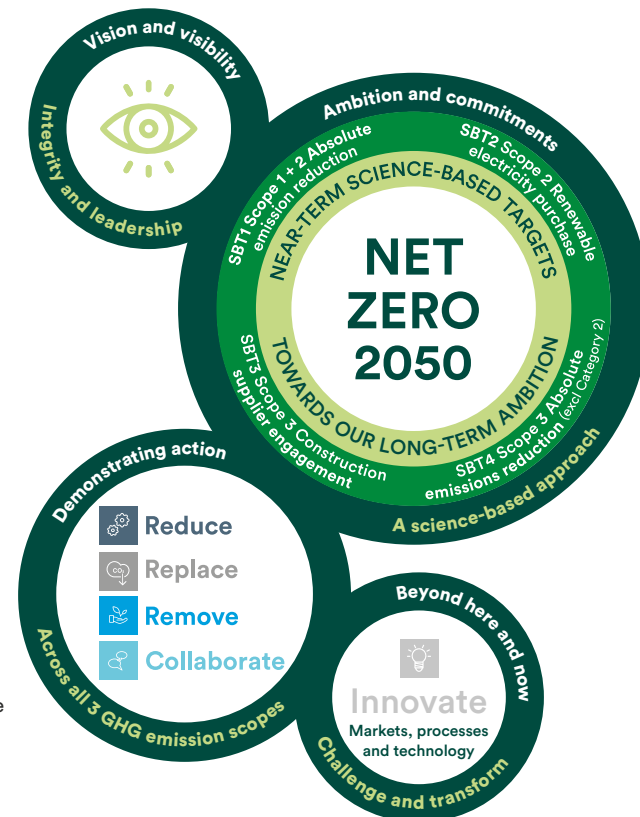 Vision and visibility
Integrity and leadership
Ambition and commitments
SBT1 Scope 1 + 2 Absolute
emission reduction
SBT2 Scope 2 Renewable
electricity purchase
NEAR-TERM SCIENCE-BASED TARGETS
NET
ZERO
2050
TOWARDS OUR LONG-TERM AMBITION
SBT3 Scope 3 Construction
supplier engagement
SBT4 Scope 3 Absolute
emissions reduction (excl Category 2)
A science-based approach
Demonstrating action
Reduce
Replace
CO2
Remove
Collaborate
Across all 3 GHG emission scopes
e
Beyond here and now
Innovate
Markets, processes
and technology
Challenge and transform